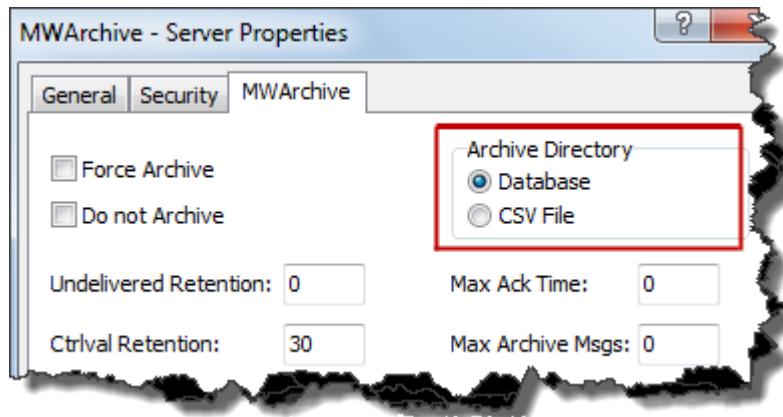 MWArchive - Server Properties
?
General Security MWArchive
Force Archive
Do not Archive
Archive Directory
Database
CSV File
Undelivered Retention: 0 Max Ack Time: 0
Ctrlval Retention: 30 Max Archive Msgs: 0